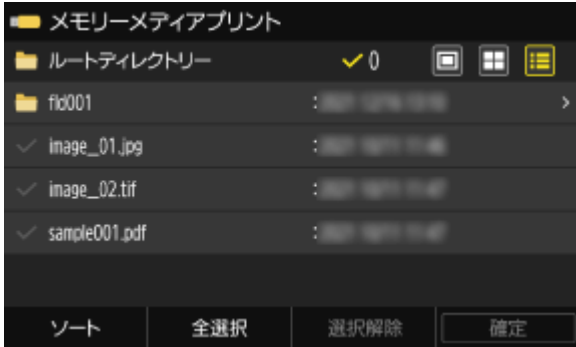 メモリーメディアプリント
ルートディレクトリー 0
fld001 :
image_01.jpg :
image_02.tif :
sample001.pdf :
ソート 全選択 選択解除 確定